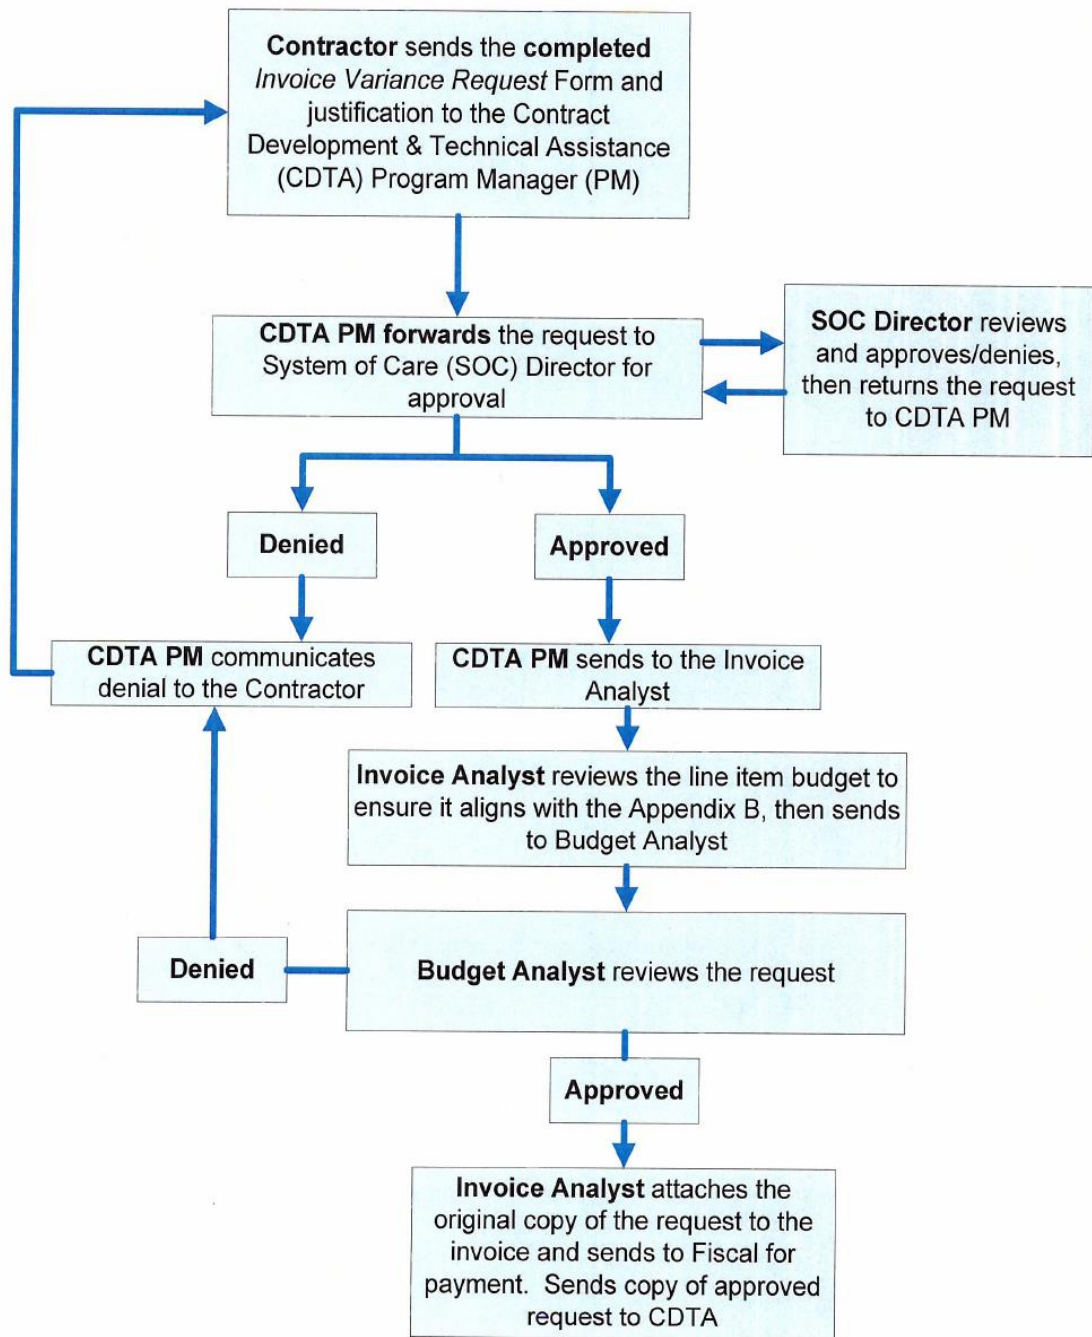 Contractor sends the completed
Invoice Variance Request Form and
justification to the Contract
Development & Technical Assistance
(CDTA) Program Manager (PM)
CDTA PM forwards the request to
System of Care (SOC) Director for
approval
SOC Director reviews
and approves/denies,
then returns the request
to CDTA PM
Denied
Approved
CDTA PM communicates
denial to the Contractor
CDTA PM sends to the Invoice
Analyst
Invoice Analyst reviews the line item budget to
ensure it aligns with the Appendix B, then sends
to Budget Analyst
Denied
Budget Analyst reviews the request
Approved
Invoice Analyst attaches the
original copy of the request to the
invoice and sends to Fiscal for
payment.  Sends copy of approved
request to CDTA